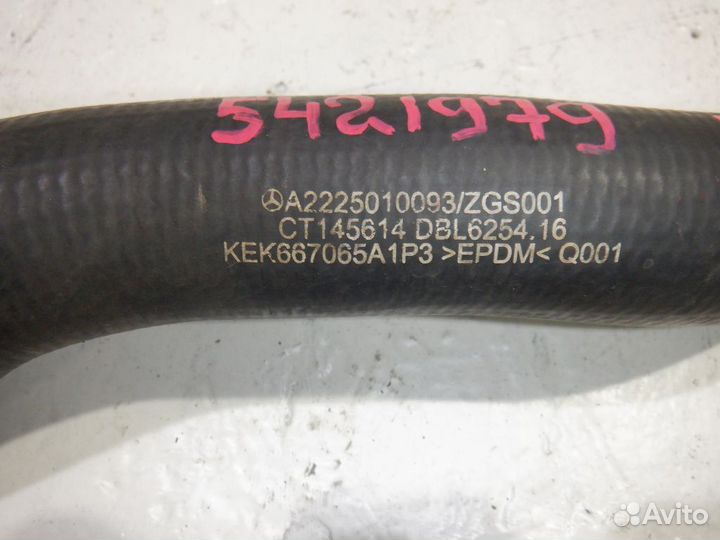 5421979
A2225010093/ZGS001
CT145614 DBL6254.16
KEK667065A1P3 >EPDM< Q001
Avito